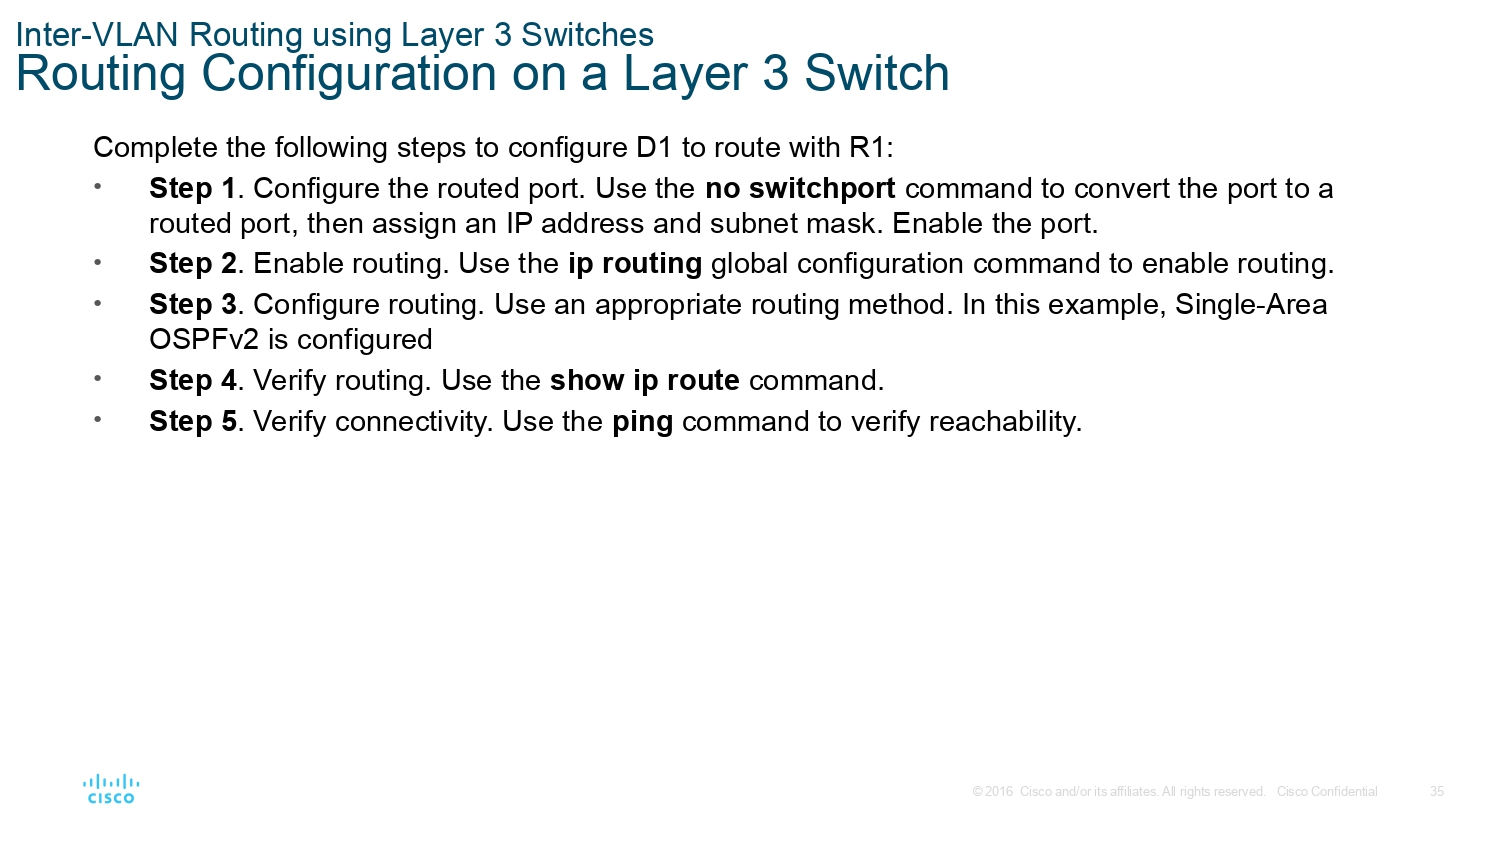 Inter-VLAN Routing using Layer 3 Switches
Routing Configuration on a Layer 3 Switch
Complete the following steps to configure D1 to route with R1:
• Step 1. Configure the routed port. Use the no switchport command to convert the port to a
routed port, then assign an IP address and subnet mask. Enable the port.
• Step 2. Enable routing. Use the ip routing global configuration command to enable routing.
• Step 3. Configure routing. Use an appropriate routing method. In this example, Single-Area
OSPFv2 is configured
• Step 4. Verify routing. Use the show ip route command.
• Step 5. Verify connectivity. Use the ping command to verify reachability.
CISCO
© 2016 Cisco and/or its affiliates. All rights reserved. Cisco Confidential 35